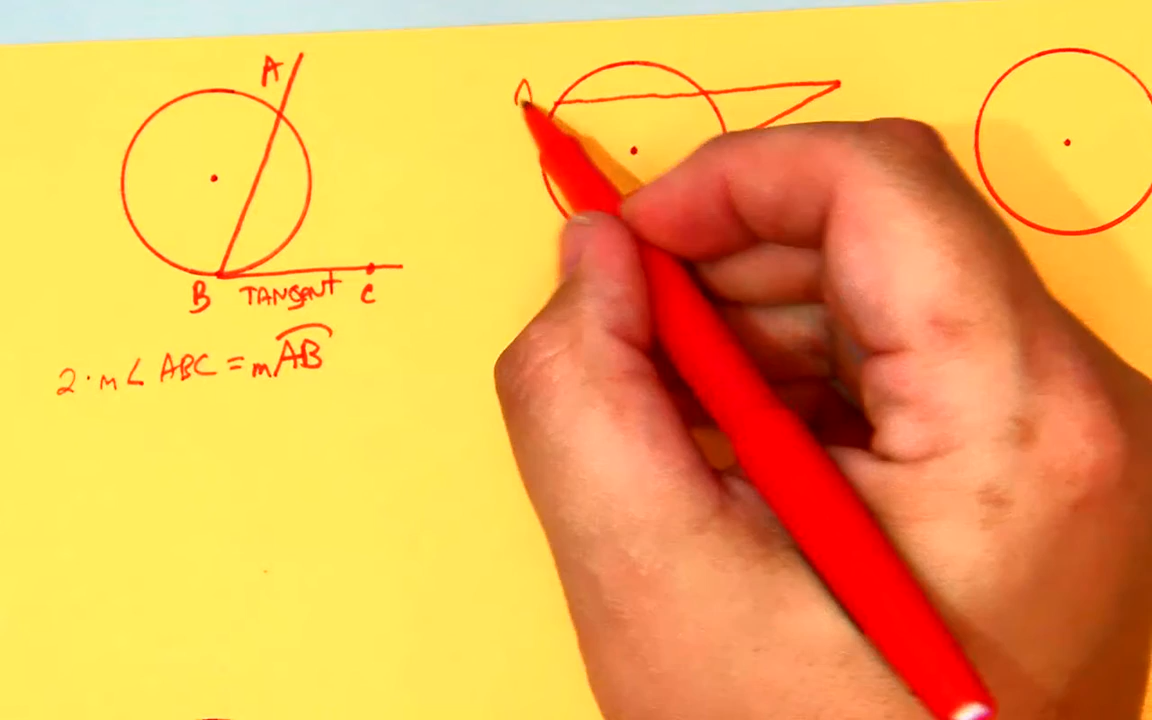 A
B TANGENT C
2·m∠ ABC = mAB